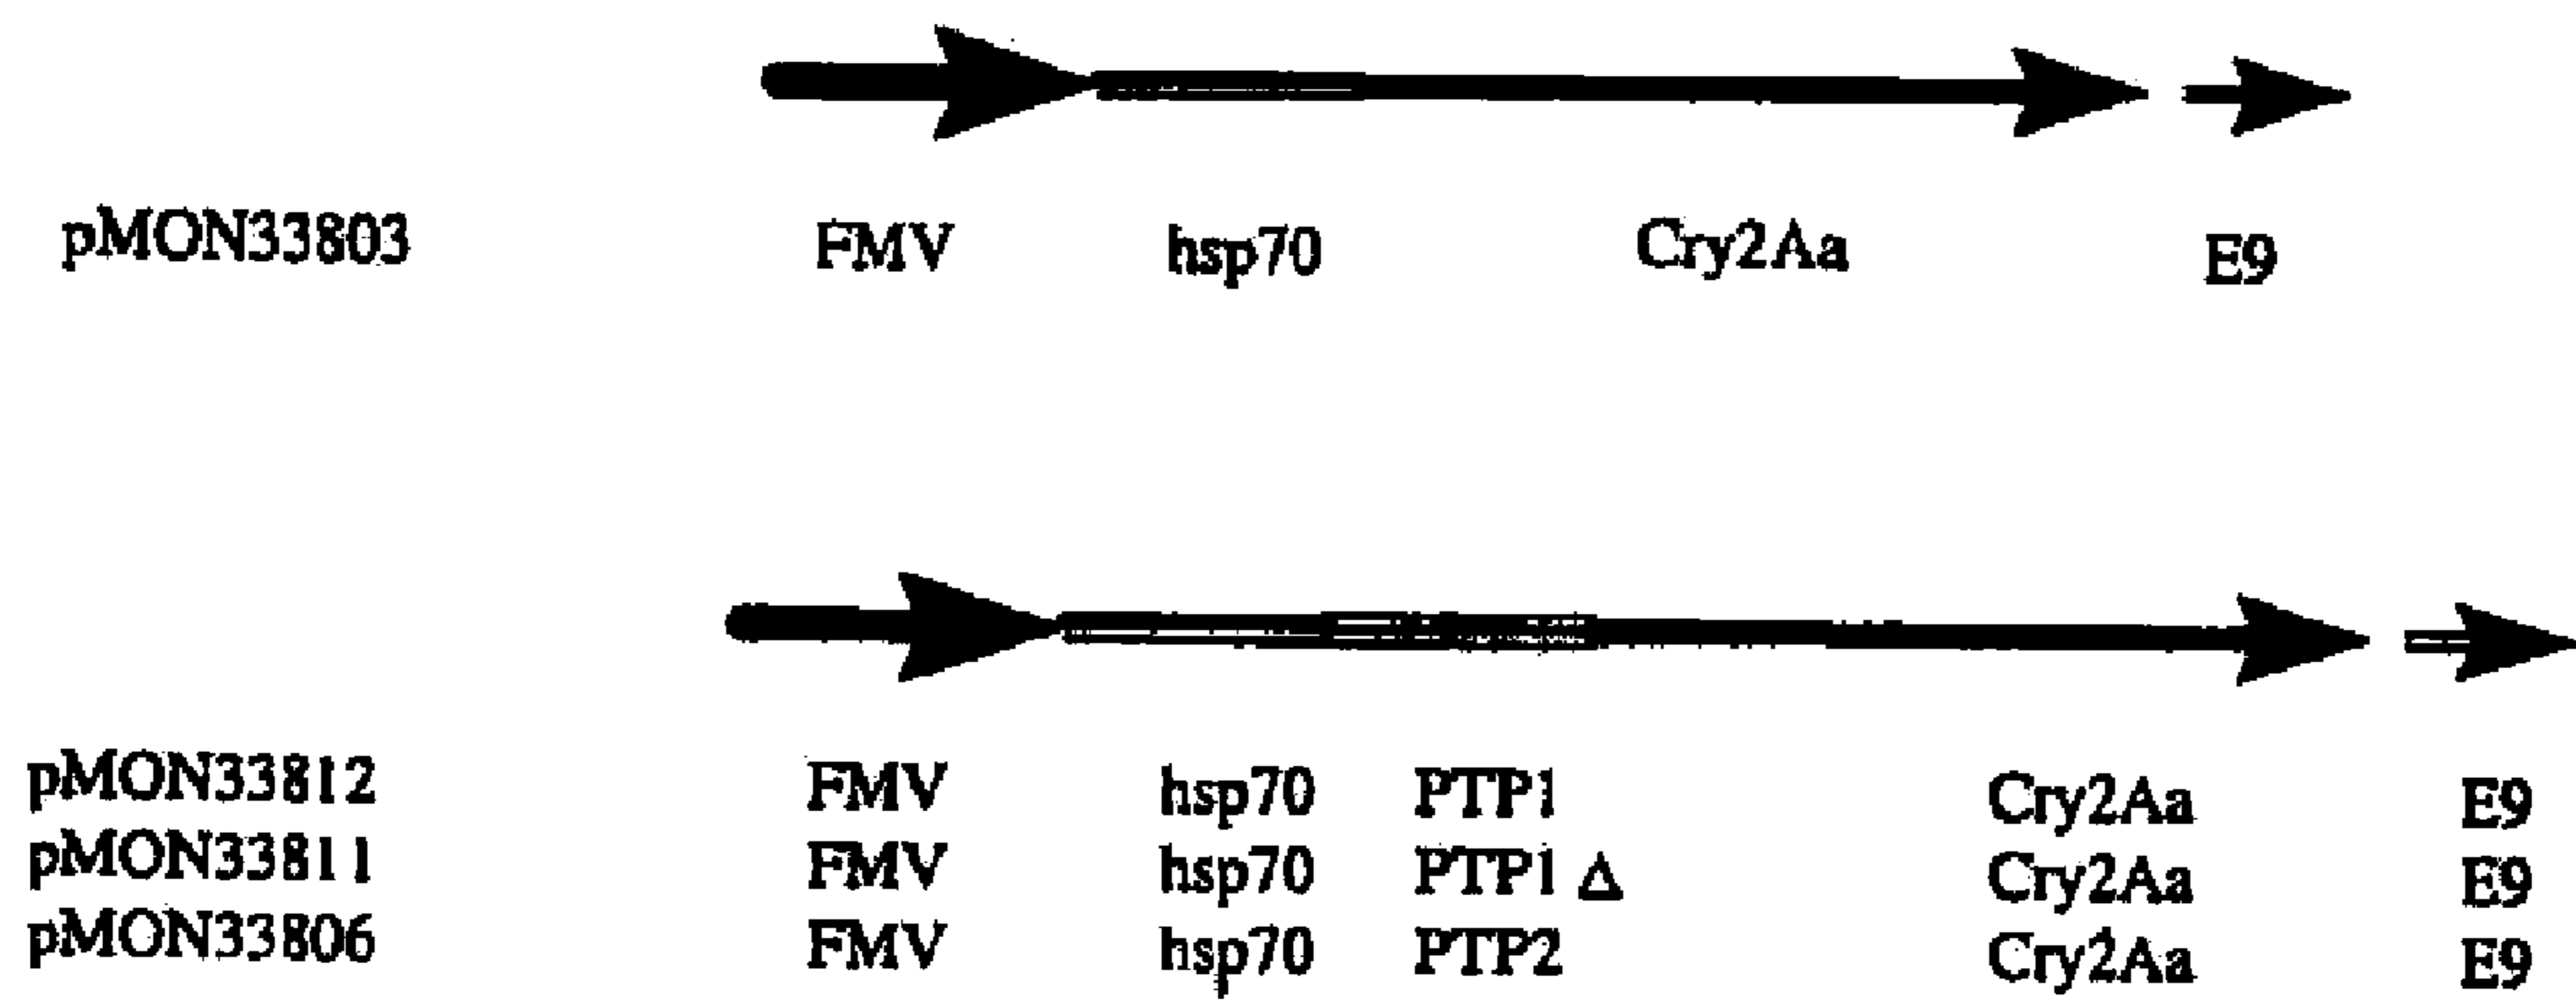 pMON33803 FMV hsp70 Cry2Aa E9
pMON33812 FMV hsp70 PTP1 Cry2Aa E9
pMON33811 FMV hsp70 PTP1 Δ Cry2Aa E9
pMON33806 FMV hsp70 PTP2 Cry2Aa E9